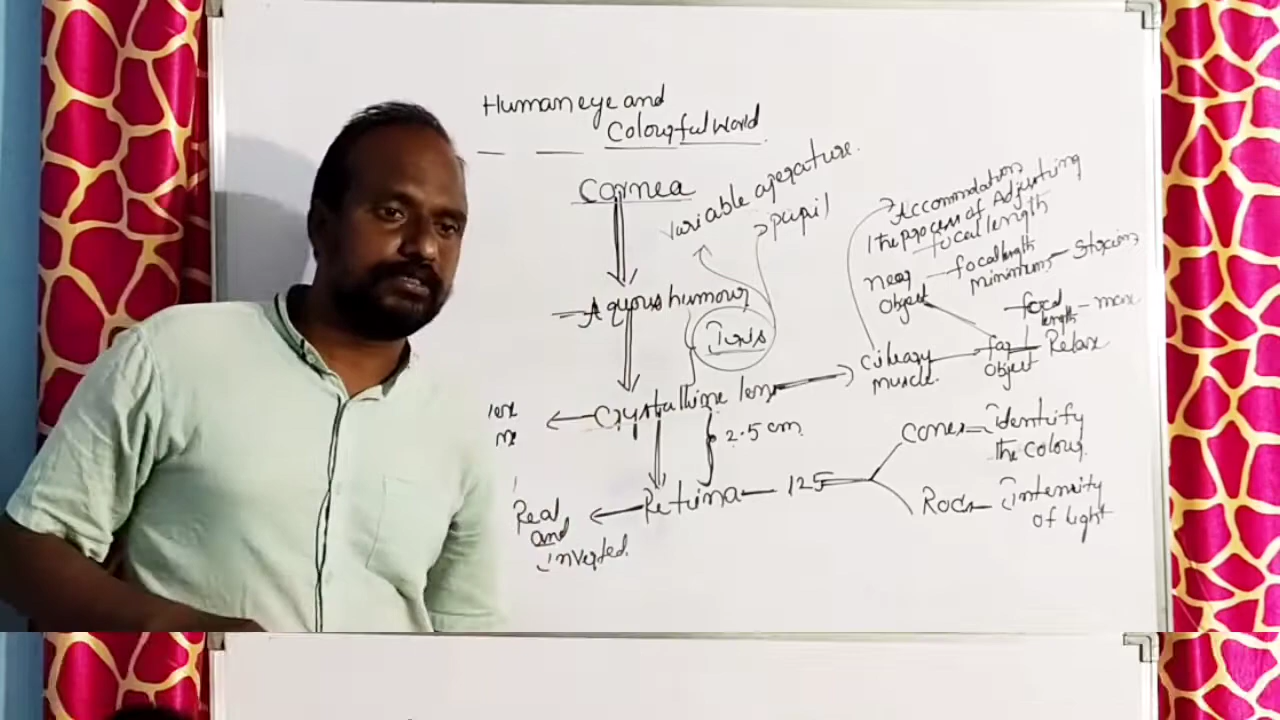 Human eye and
Colourful world
Cornea
variable aperature.
pupil
Aquous humour
Iris
Crystalline lens
2.5 cm
Retina — 125
Real
and
inverted.
Accommodation
the process of Adjusting
focal length
near
object
focal length
minimum
focal
length - max
Ciliary
muscle.
far
object
Relax
Cones - identify
the colour.
Rods - intensity
of light